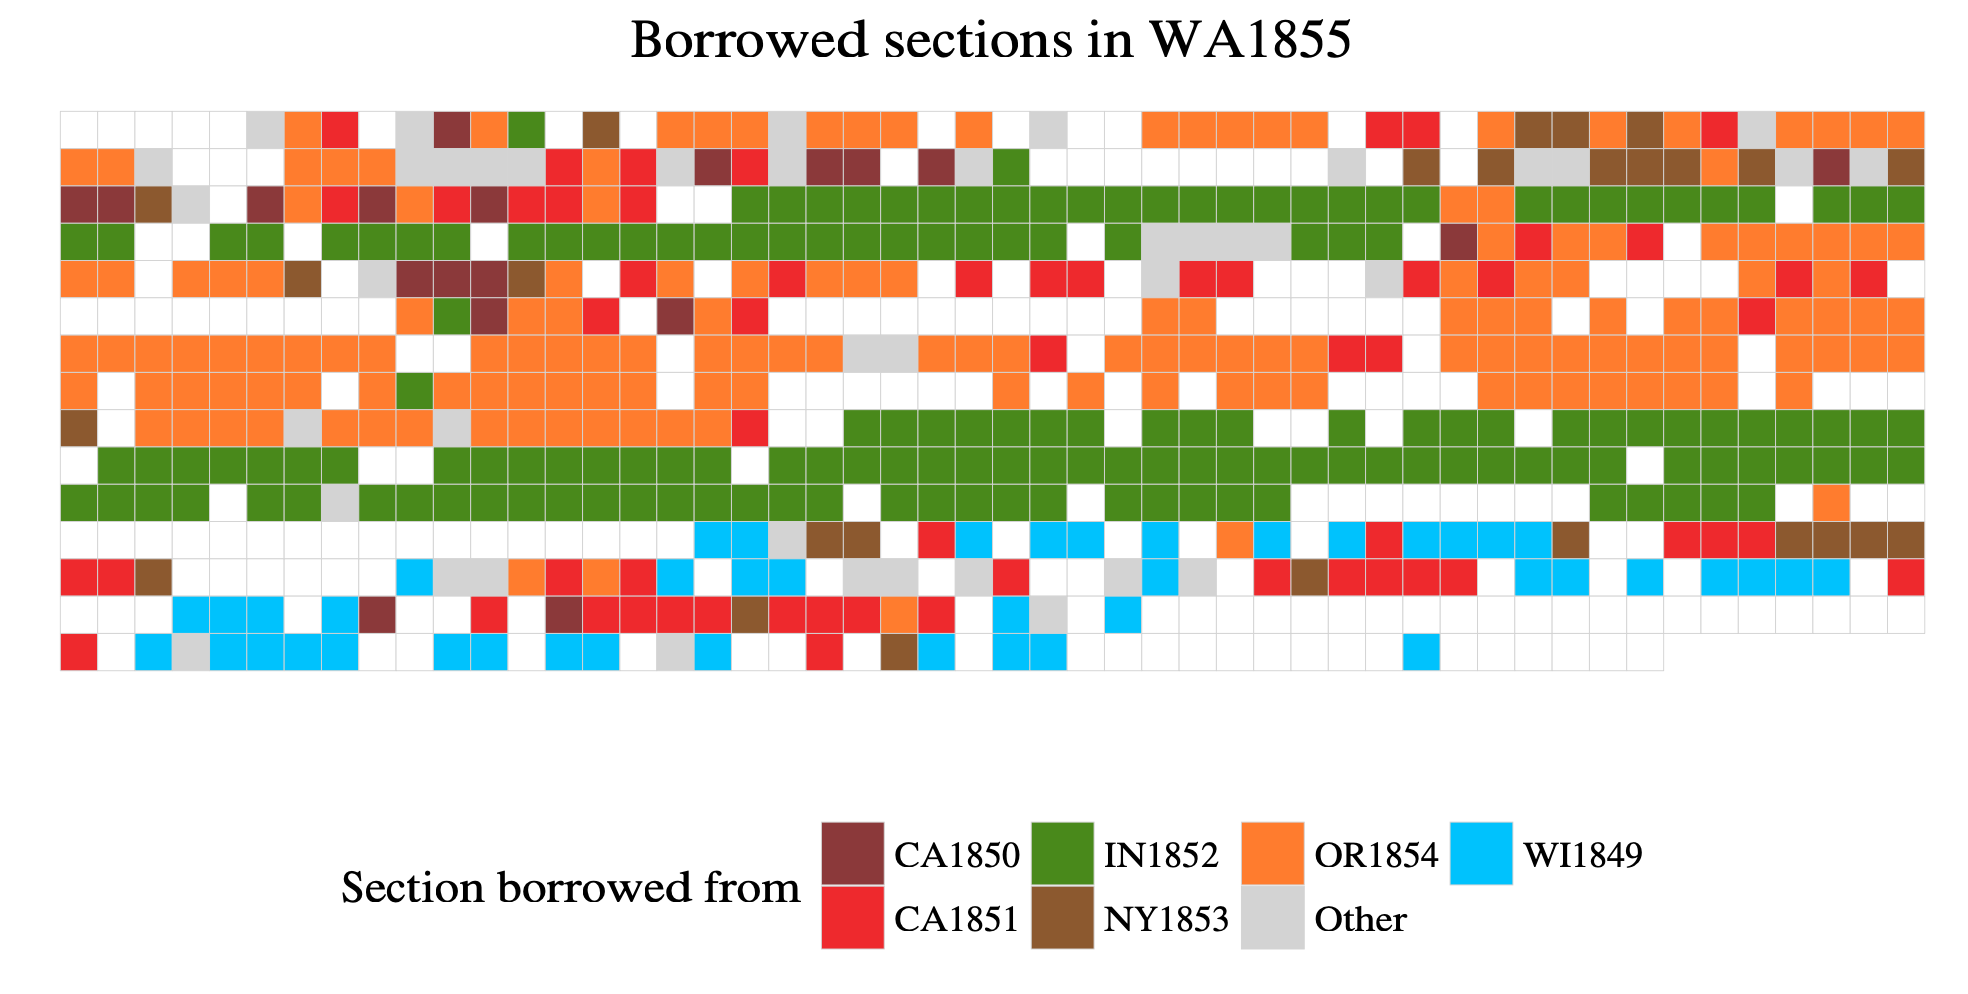 Borrowed sections in WA1855
Section borrowed from
CA1850 IN1852 OR1854 WI1849
CA1851 NY1853 Other